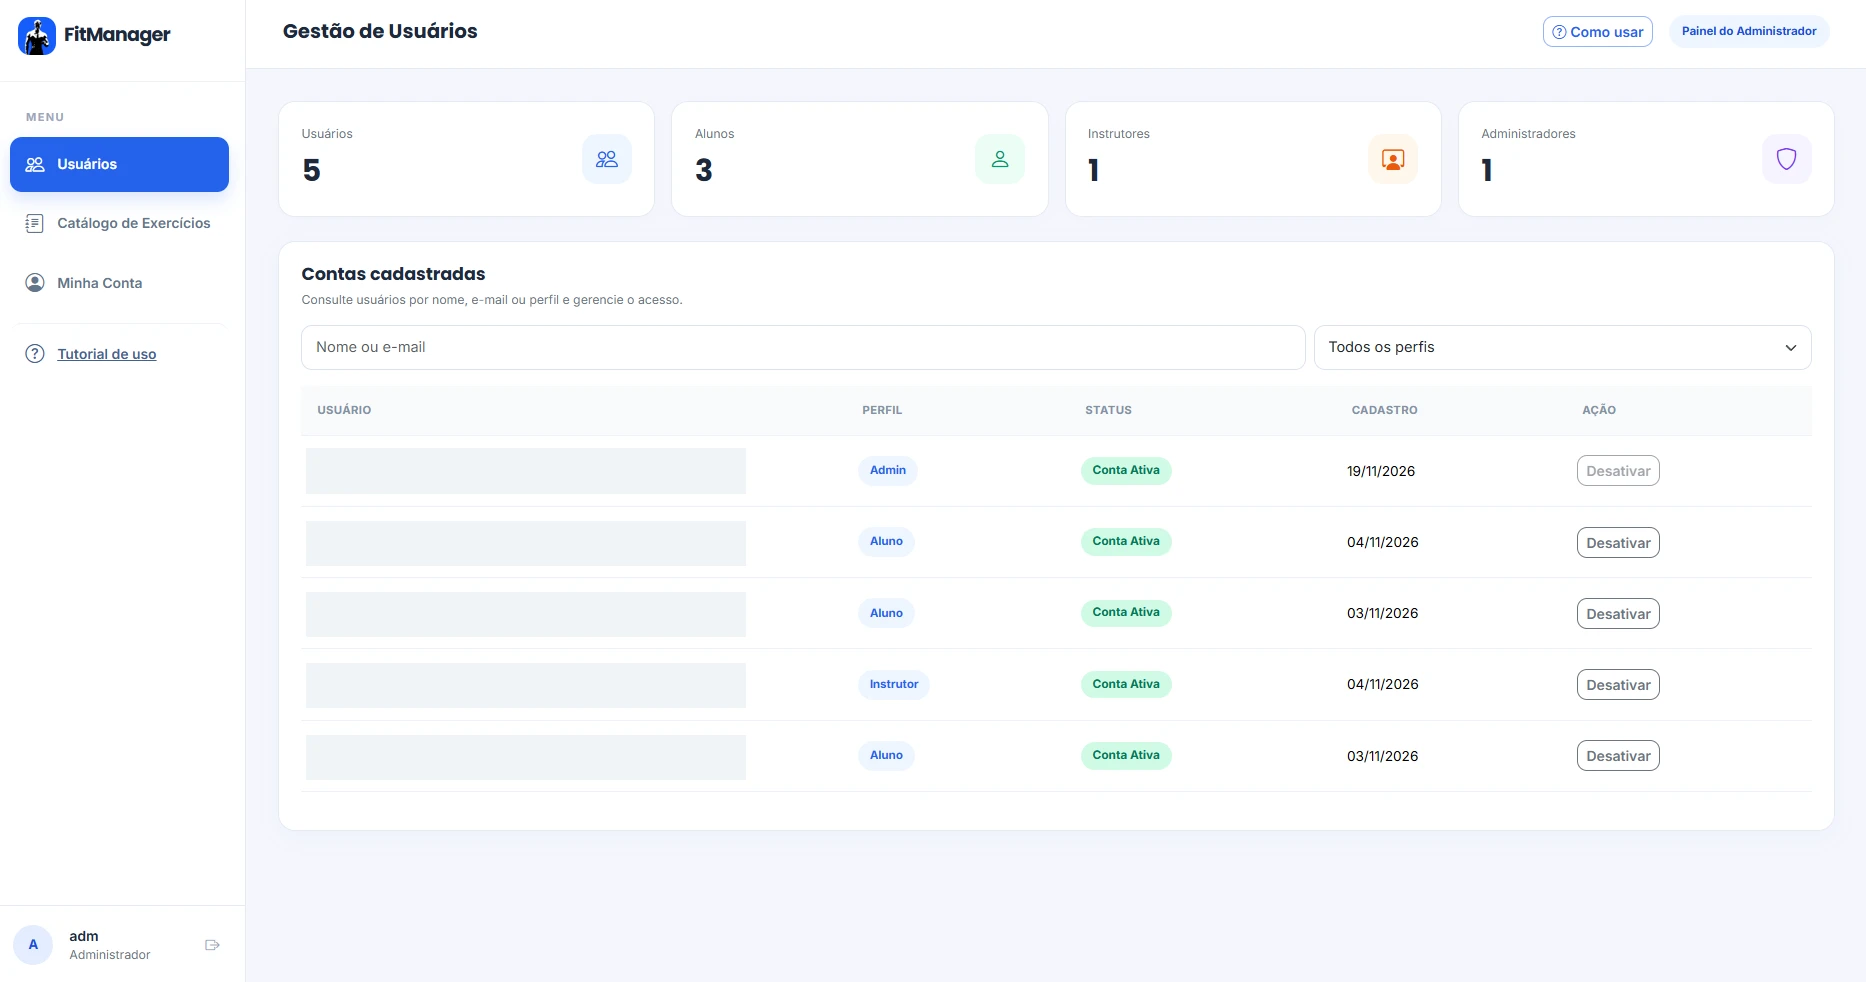 FitManager
Gestão de Usuários
Como usar
Painel do Administrador
MENU
Usuários
Catálogo de Exercícios
Minha Conta
Tutorial de uso
Usuários
5
Alunos
3
Instrutores
1
Administradores
1
Contas cadastradas
Consulte usuários por nome, e-mail ou perfil e gerencie o acesso.
Nome ou e-mail
Todos os perfis
USUÁRIO PERFIL STATUS CADASTRO AÇÃO
Admin Conta Ativa 19/11/2026 Desativar
Aluno Conta Ativa 04/11/2026 Desativar
Aluno Conta Ativa 03/11/2026 Desativar
Instrutor Conta Ativa 04/11/2026 Desativar
Aluno Conta Ativa 03/11/2026 Desativar
A
adm
Administrador